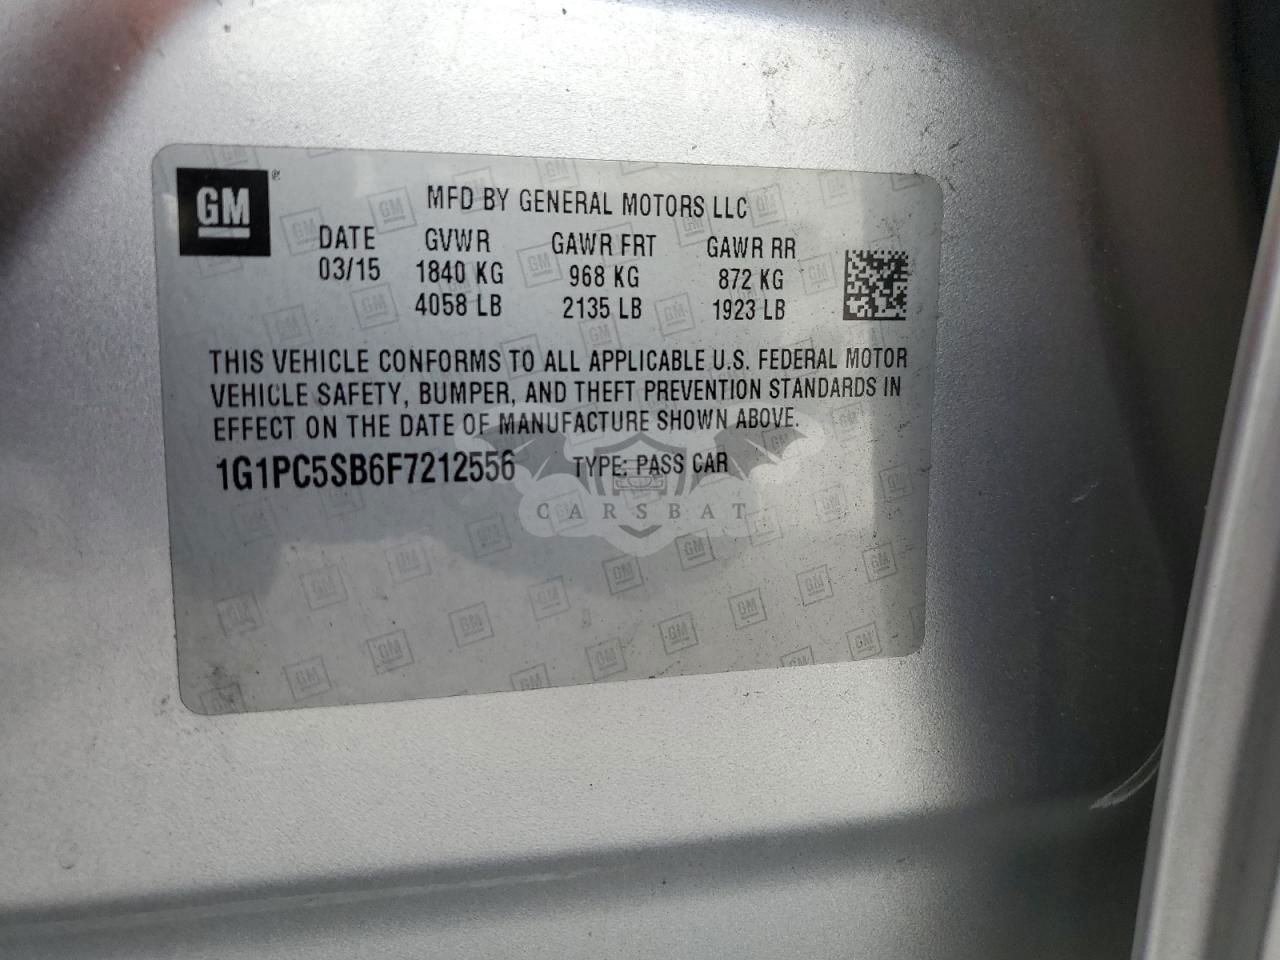 GM
MFD BY GENERAL MOTORS LLC
DATE GVWR GAWR FRT GAWR RR
03/15 1840 KG 968 KG 872 KG
4058 LB 2135 LB 1923 LB
THIS VEHICLE CONFORMS TO ALL APPLICABLE U.S. FEDERAL MOTOR
VEHICLE SAFETY, BUMPER, AND THEFT PREVENTION STANDARDS IN
EFFECT ON THE DATE OF MANUFACTURE SHOWN ABOVE.
1G1PC5SB6F7212556 TYPE: PASS CAR
CARSBAT